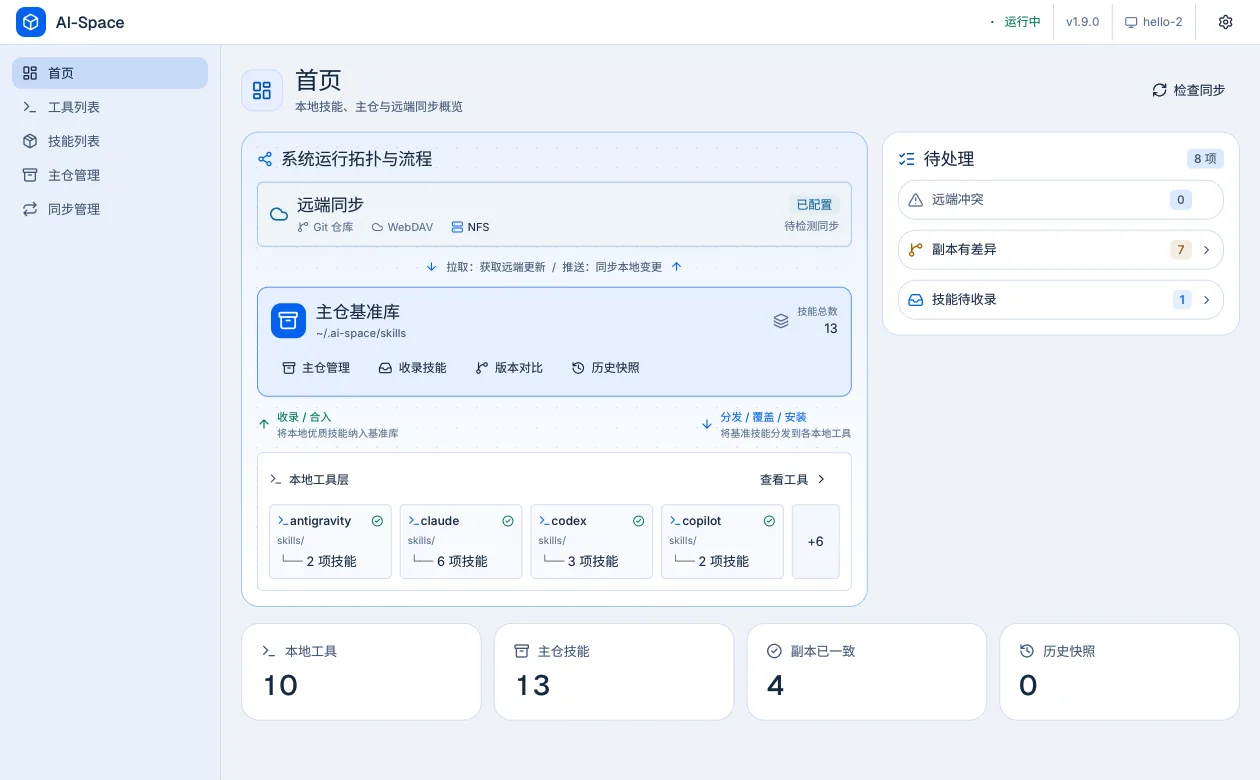 AI-Space
运行中
v1.9.0
hello-2
首页
工具列表
技能列表
主仓管理
同步管理
首页
本地技能、主仓与远端同步概览
检查同步
系统运行拓扑与流程
远端同步
Git 仓库 WebDAV NFS
已配置
待检测同步
拉取：获取远端更新 / 推送：同步本地变更
主仓基准库
~/.ai-space/skills
技能总数
13
主仓管理 收录技能 版本对比 历史快照
收录 / 合入
将本地优质技能纳入基准库
分发 / 覆盖 / 安装
将基准技能分发到各本地工具
本地工具层
查看工具
antigravity
skills/
2 项技能
claude
skills/
6 项技能
codex
skills/
3 项技能
copilot
skills/
2 项技能
+6
待处理
8 项
远端冲突 0
副本有差异 7
技能待收录 1
本地工具
10
主仓技能
13
副本已一致
4
历史快照
0